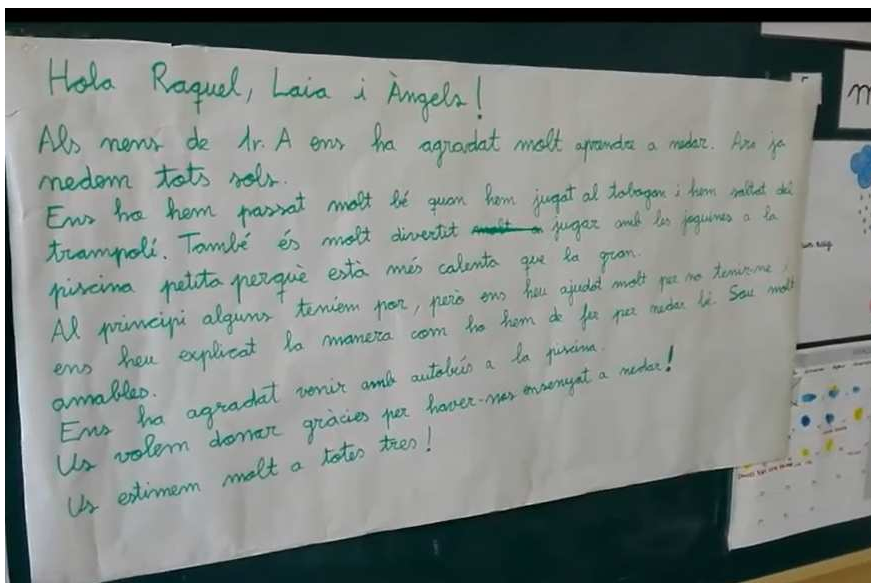 Hola Raquel, Laia i Àngels!
Als nens de 1r. A ens ha agradat molt aprendre a nedar. Ara ja
nedem tots sols.
Ens ho hem passat molt bé quan hem jugat al tobogan i hem saltat del
trampolí. També és molt divertit jugar amb les joguines a la
piscina petita perquè està més calenta que la gran.
Al principi alguns teniem por, però ens heu ajudat molt per no tenir-ne i
ens heu explicat la manera com ho hem de fer per nedar bé. Sou molt
amables.
Ens ha agradat venir amb autobús a la piscina.
Us volem donar gràcies per haver-nos ensenyat a nedar!
Us estimem molt a totes tres!
m